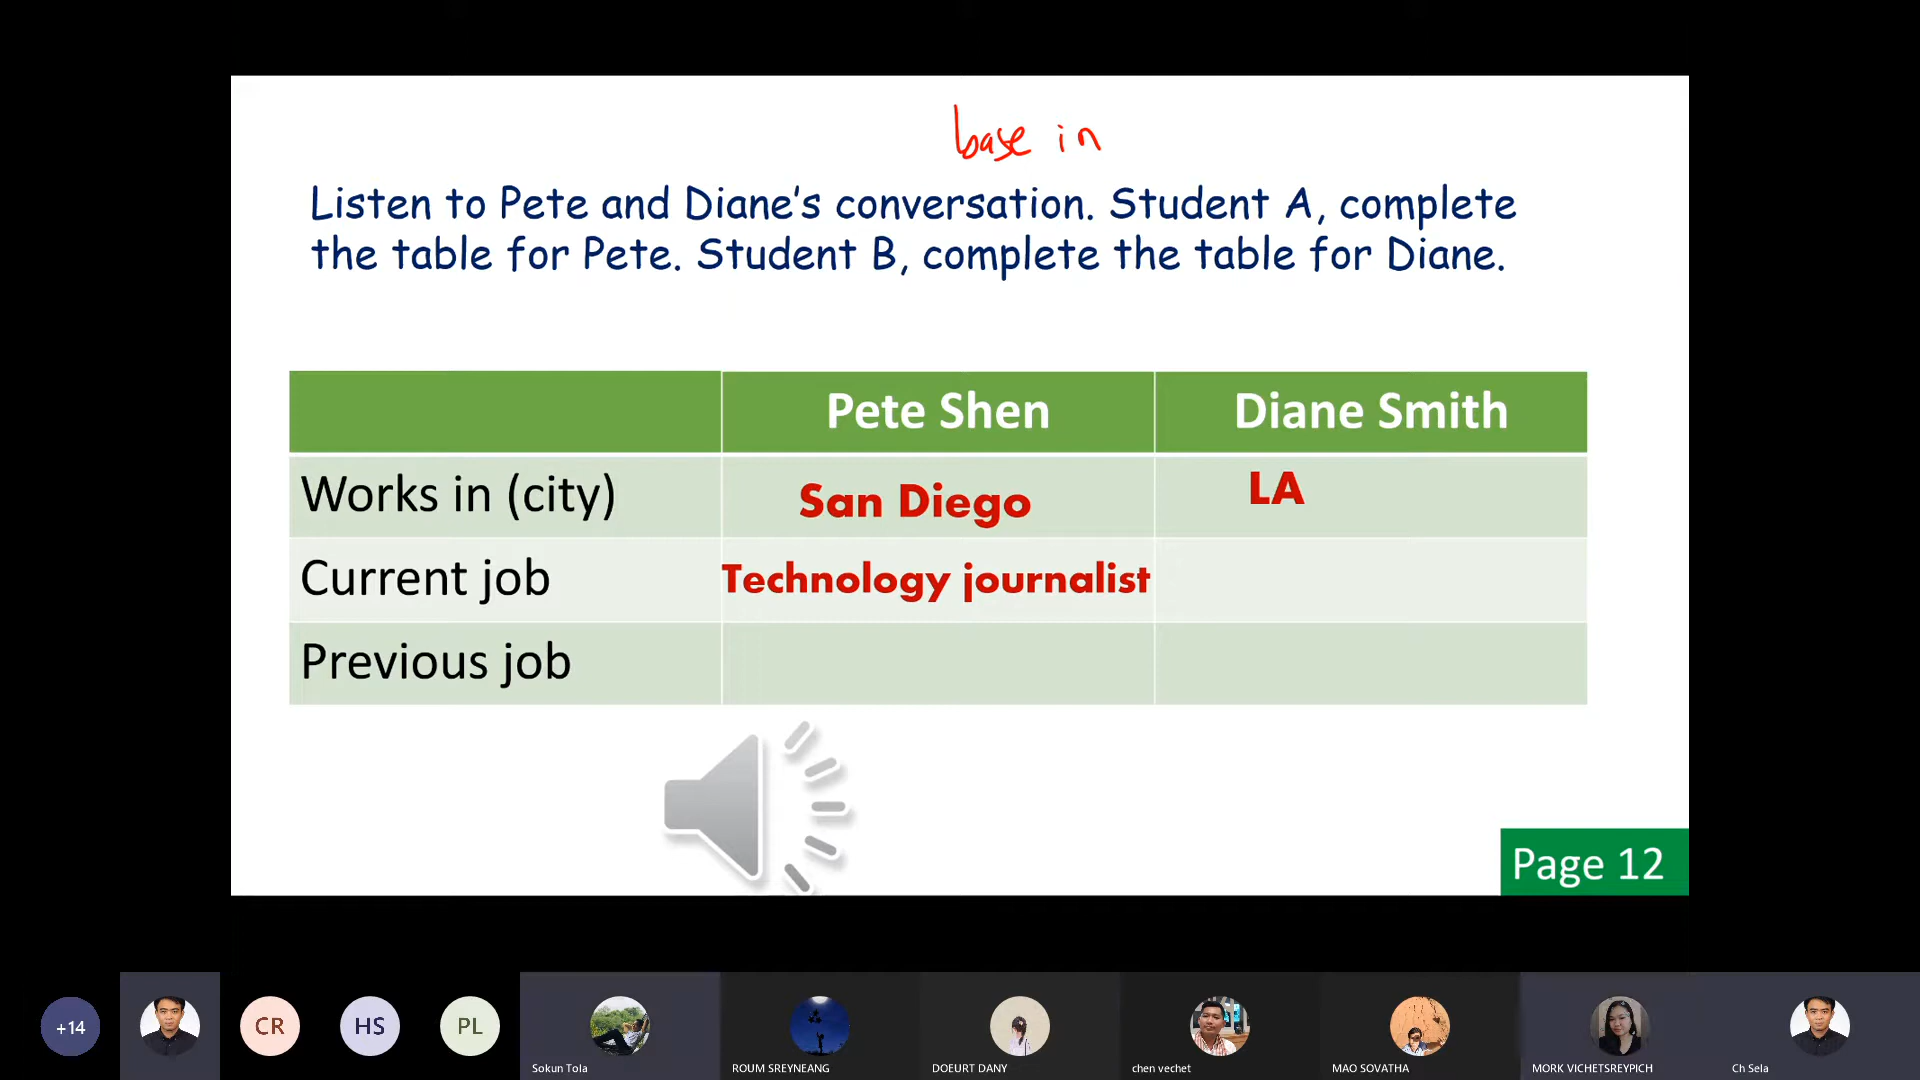 base in
Listen to Pete and Diane's conversation. Student A, complete
the table for Pete. Student B, complete the table for Diane.
Pete Shen Diane Smith
Works in (city) San Diego LA
Current job Technology journalist
Previous job
Page 12
+14 CR HS PL
Sokun Tola ROUM SREYNEANG DOEURT DANY chen vechet MAO SOVATHA MORK VICHETSREYPICH Ch Sela